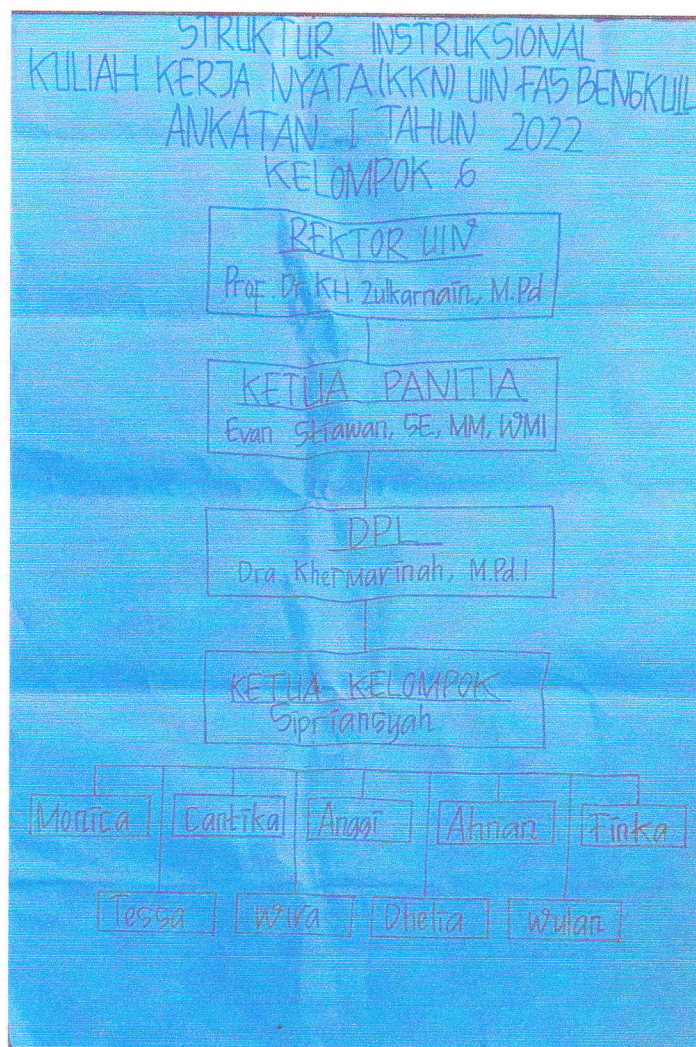 STRUKTUR INSTRUKSIONAL
KULIAH KERJA NYATA (KKN) UIN FAS BENGKULU
ANKATAN I TAHUN 2022
KELOMPOK 6
REKTOR UIN
Prof. Dr. KH. Zulkarnain, M.Pd
KETUA PANITIA
Evan Strawan, SE, MM, WMI
DPL
Dra. Khermarinah, M.Pd.I
KETUA KELOMPOK
Sipriansyah
Monica Cantika Anggi Ahnan Finka
Tessa Wira Dhelia Wulan